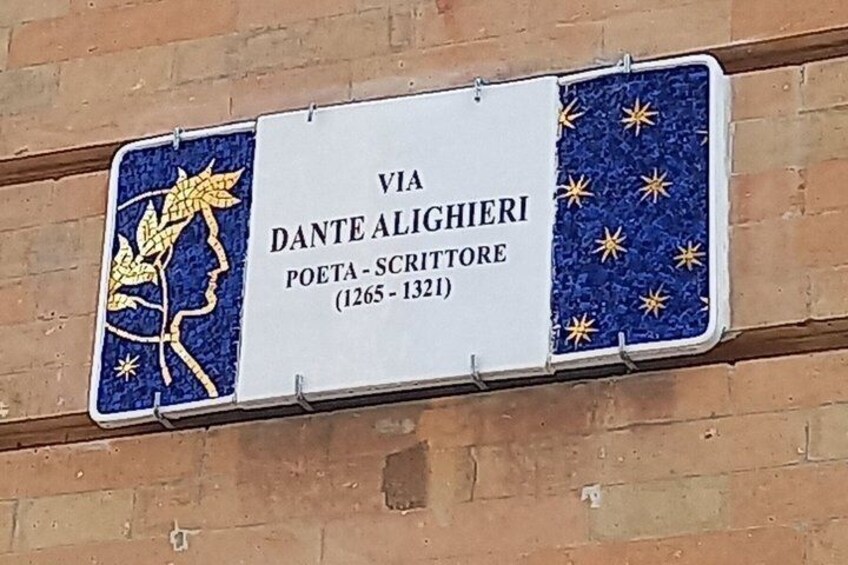 VIA
DANTE ALIGHIERI
POETA - SCRITTORE
(1265 - 1321)